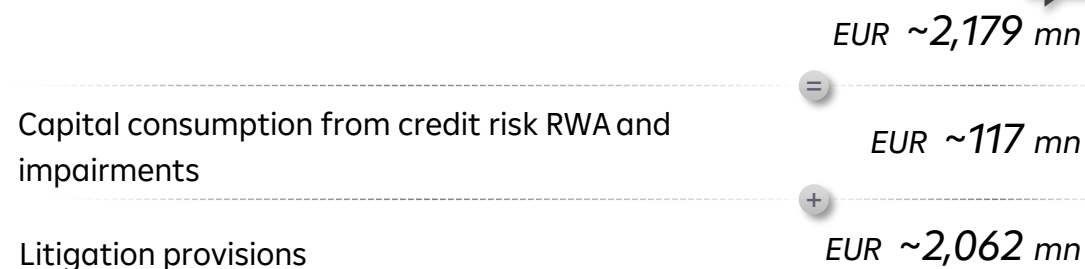 EUR ~2,179 mn
=
Capital consumption from credit risk RWA and
impairments
EUR ~117 mn
+
Litigation provisions
EUR ~2,062 mn